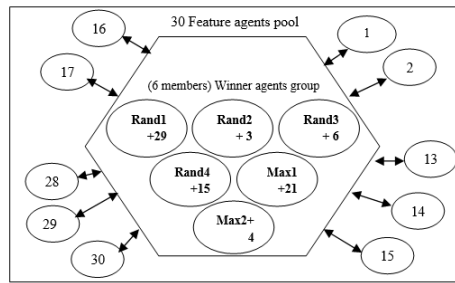 30 Feature agents pool
16
1
17
2
(6 members) Winner agents group
Rand1
+29
Rand2
+ 3
Rand3
+ 6
Rand4
+15
Max1
+21
Max2+
4
13
28
14
29
15
30